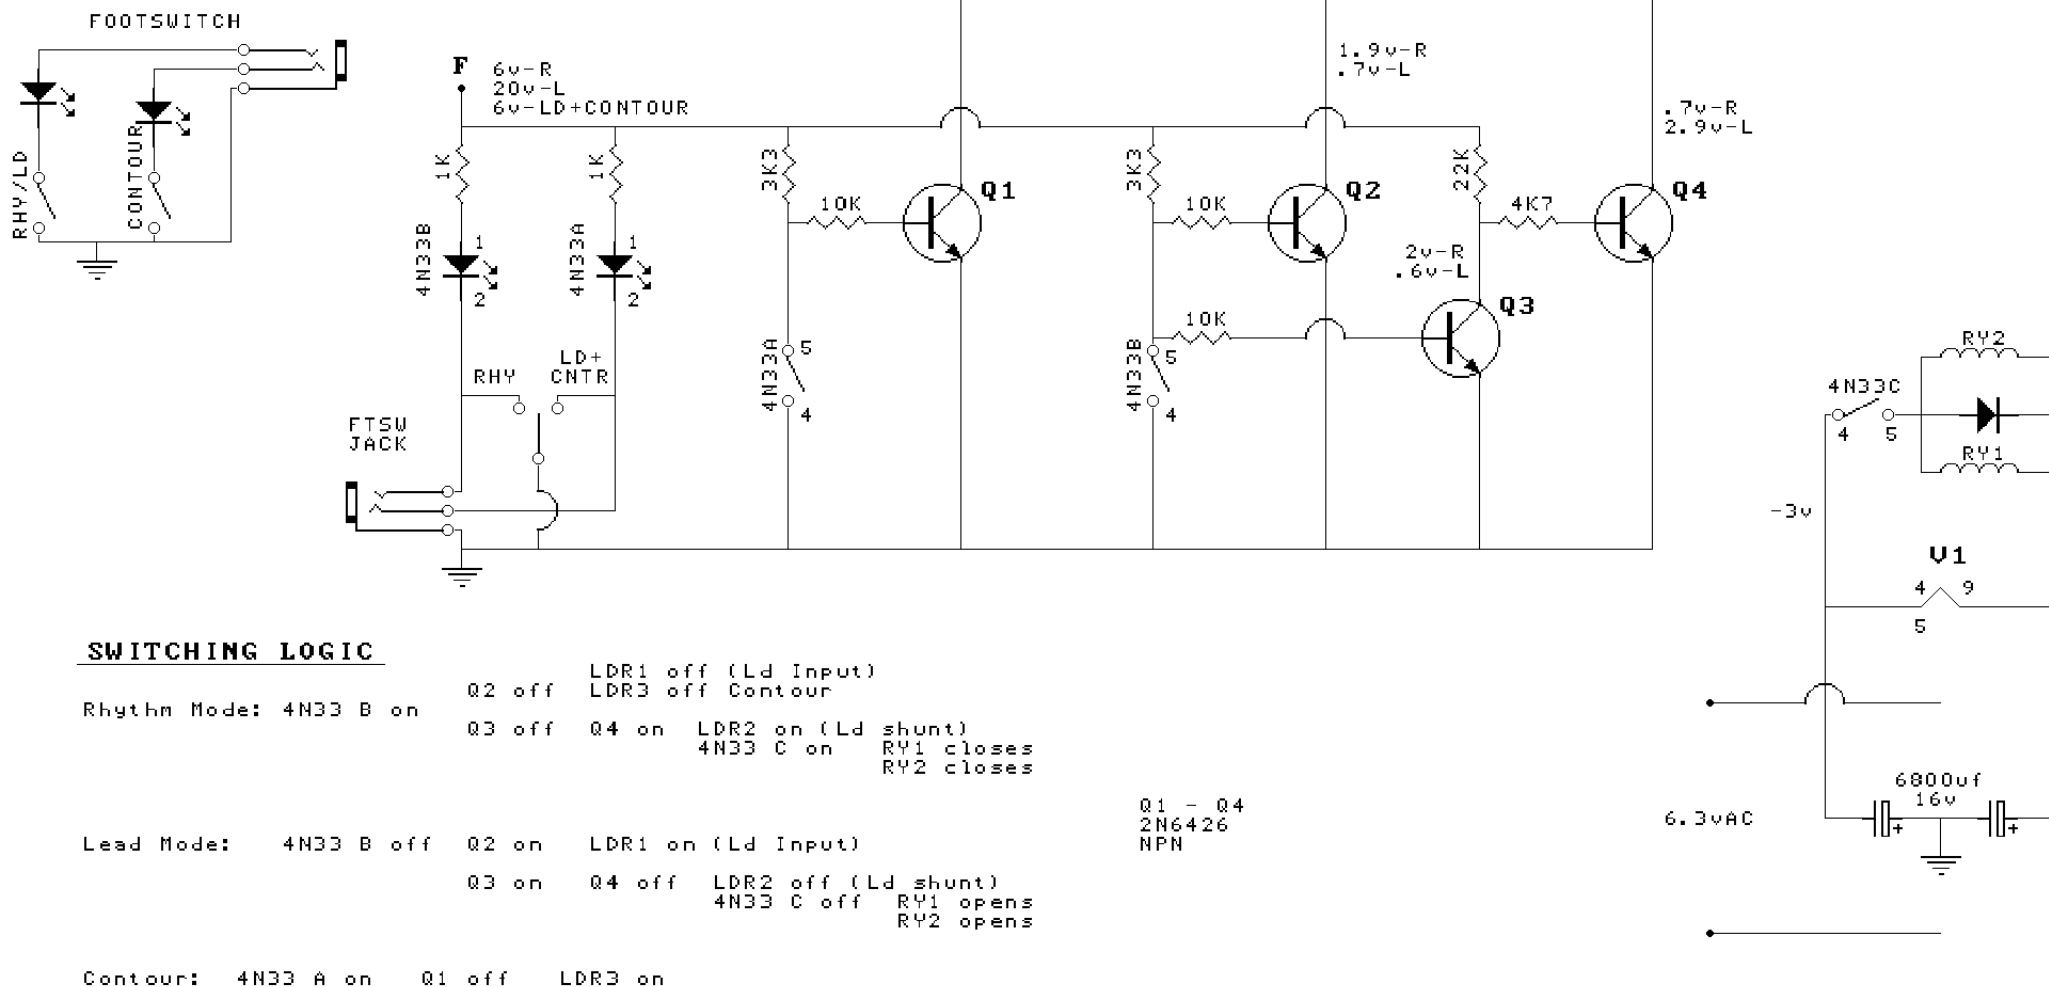 FOOTSWITCH
RHY/LD
CONTOUR
F
6v-R
20v-L
6v-LD+CONTOUR
1K
1K
3K3
10K
Q1
3K3
10K
Q2
1.9v-R
.7v-L
22K
4K7
Q4
.7v-R
2.9v-L
2v-R
.6v-L
Q3
10K
4N33B
1
2
4N33A
1
2
RHY
LD+
CNTR
FTSW
JACK
4N33A
5
4
4N33B
5
4
RY2
4N33C
4
5
RY1
-3v
V1
4
9
5
6800uf
16v
+
+
6.3vAC
SWITCHING LOGIC
LDR1 off (Ld Input)
Q2 off LDR3 off Contour
Rhythm Mode: 4N33 B on
Q3 off Q4 on LDR2 on (Ld shunt)
4N33 C on RY1 closes
RY2 closes
Q1 - Q4
2N6426
NPN
Lead Mode: 4N33 B off Q2 on LDR1 on (Ld Input)
Q3 on Q4 off LDR2 off (Ld shunt)
4N33 C off RY1 opens
RY2 opens
Contour: 4N33 A on Q1 off LDR3 on